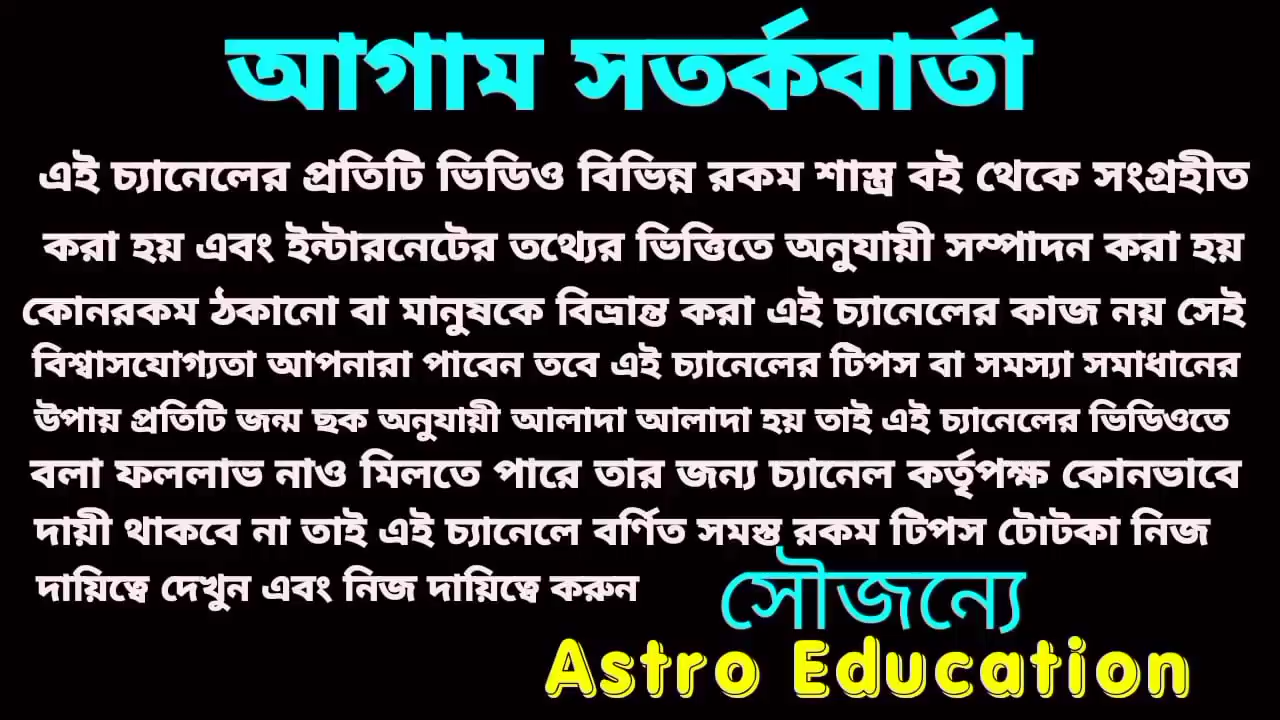 আগাম সতর্কবার্তা
এই চ্যানেলের প্রতিটি ভিডিও বিভিন্ন রকম শাস্ত্র বই থেকে সংগ্রহীত
করা হয় এবং ইন্টারনেটের তথ্যের ভিত্তিতে অনুযায়ী সম্পাদন করা হয়
কোনরকম ঠকানো বা মানুষকে বিভ্রান্ত করা এই চ্যানেলের কাজ নয় সেই
বিশ্বাসযোগ্যতা আপনারা পাবেন তবে এই চ্যানেলের টিপস বা সমস্যা সমাধানের
উপায় প্রতিটি জন্ম ছক অনুযায়ী আলাদা আলাদা হয় তাই এই চ্যানেলের ভিডিওতে
বলা ফললাভ নাও মিলতে পারে তার জন্য চ্যানেল কর্তৃপক্ষ কোনভাবে
দায়ী থাকবে না তাই এই চ্যানেলে বর্ণিত সমস্ত রকম টিপস টোটকা নিজ
দায়িত্বে দেখুন এবং নিজ দায়িত্বে করুন
সৌজন্যে
Astro Education